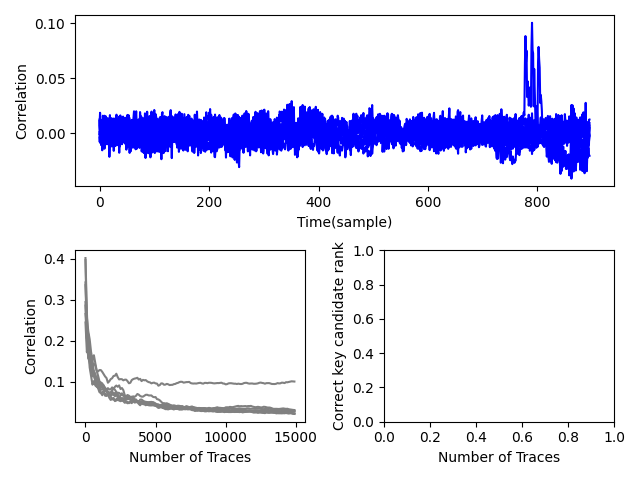 0.10
0.05
0.00
Correlation
0 200 400 600 800
Time(sample)
0.4
0.3
0.2
0.1
Correlation
0 5000 10000 15000
Number of Traces
1.0
0.8
0.6
0.4
0.2
0.0
Correct key candidate rank
0.0 0.2 0.4 0.6 0.8 1.0
Number of Traces